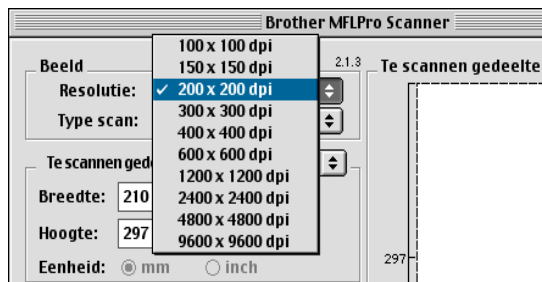 Brother MFLPro Scanner
Beeld
2.1.3
Resolutie:
Type scan:
100 x 100 dpi
150 x 150 dpi
✓ 200 x 200 dpi
300 x 300 dpi
400 x 400 dpi
600 x 600 dpi
1200 x 1200 dpi
2400 x 2400 dpi
4800 x 4800 dpi
9600 x 9600 dpi
Te scannen ged
Breedte: 210
Hoogte: 297
Eenheid: mm inch
Te scannen gedeelte
297